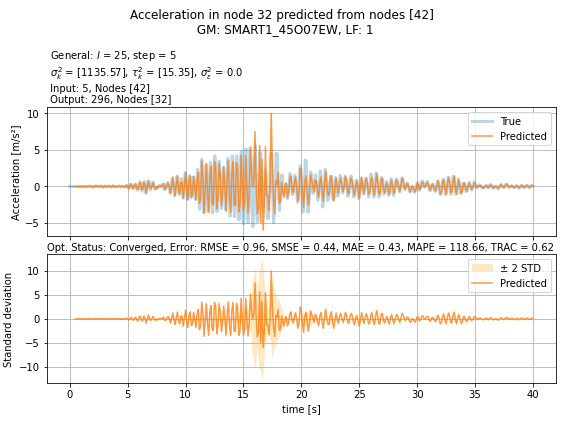 Acceleration in node 32 predicted from nodes [42]
GM: SMART1_45O07EW, LF: 1
General: l = 25, step = 5
σ²ₖ = [1135.57], τ²ₖ = [15.35], σ²ₑ = 0.0
Input: 5, Nodes [42]
Output: 296, Nodes [32]
10
5
0
−5
Acceleration [m/s²]
True
Predicted
Opt. Status: Converged, Error: RMSE = 0.96, SMSE = 0.44, MAE = 0.43, MAPE = 118.66, TRAC = 0.62
10
5
0
−5
−10
Standard deviation
± 2 STD
Predicted
0 5 10 15 20 25 30 35 40
time [s]